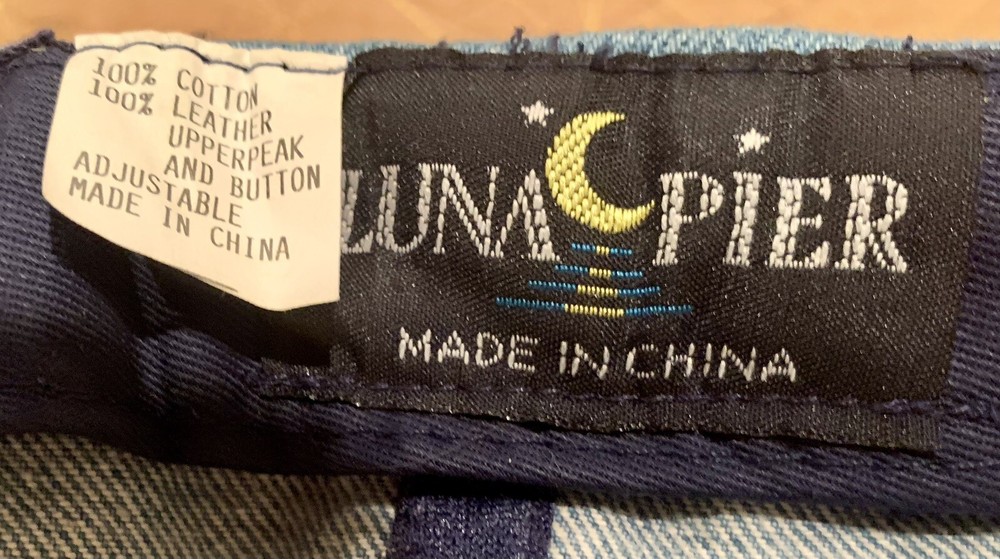 100% COTTON
100% LEATHER
UPPERPEAK
AND BUTTON
ADJUSTABLE
MADE IN CHINA
LUNA PIER
MADE IN CHINA